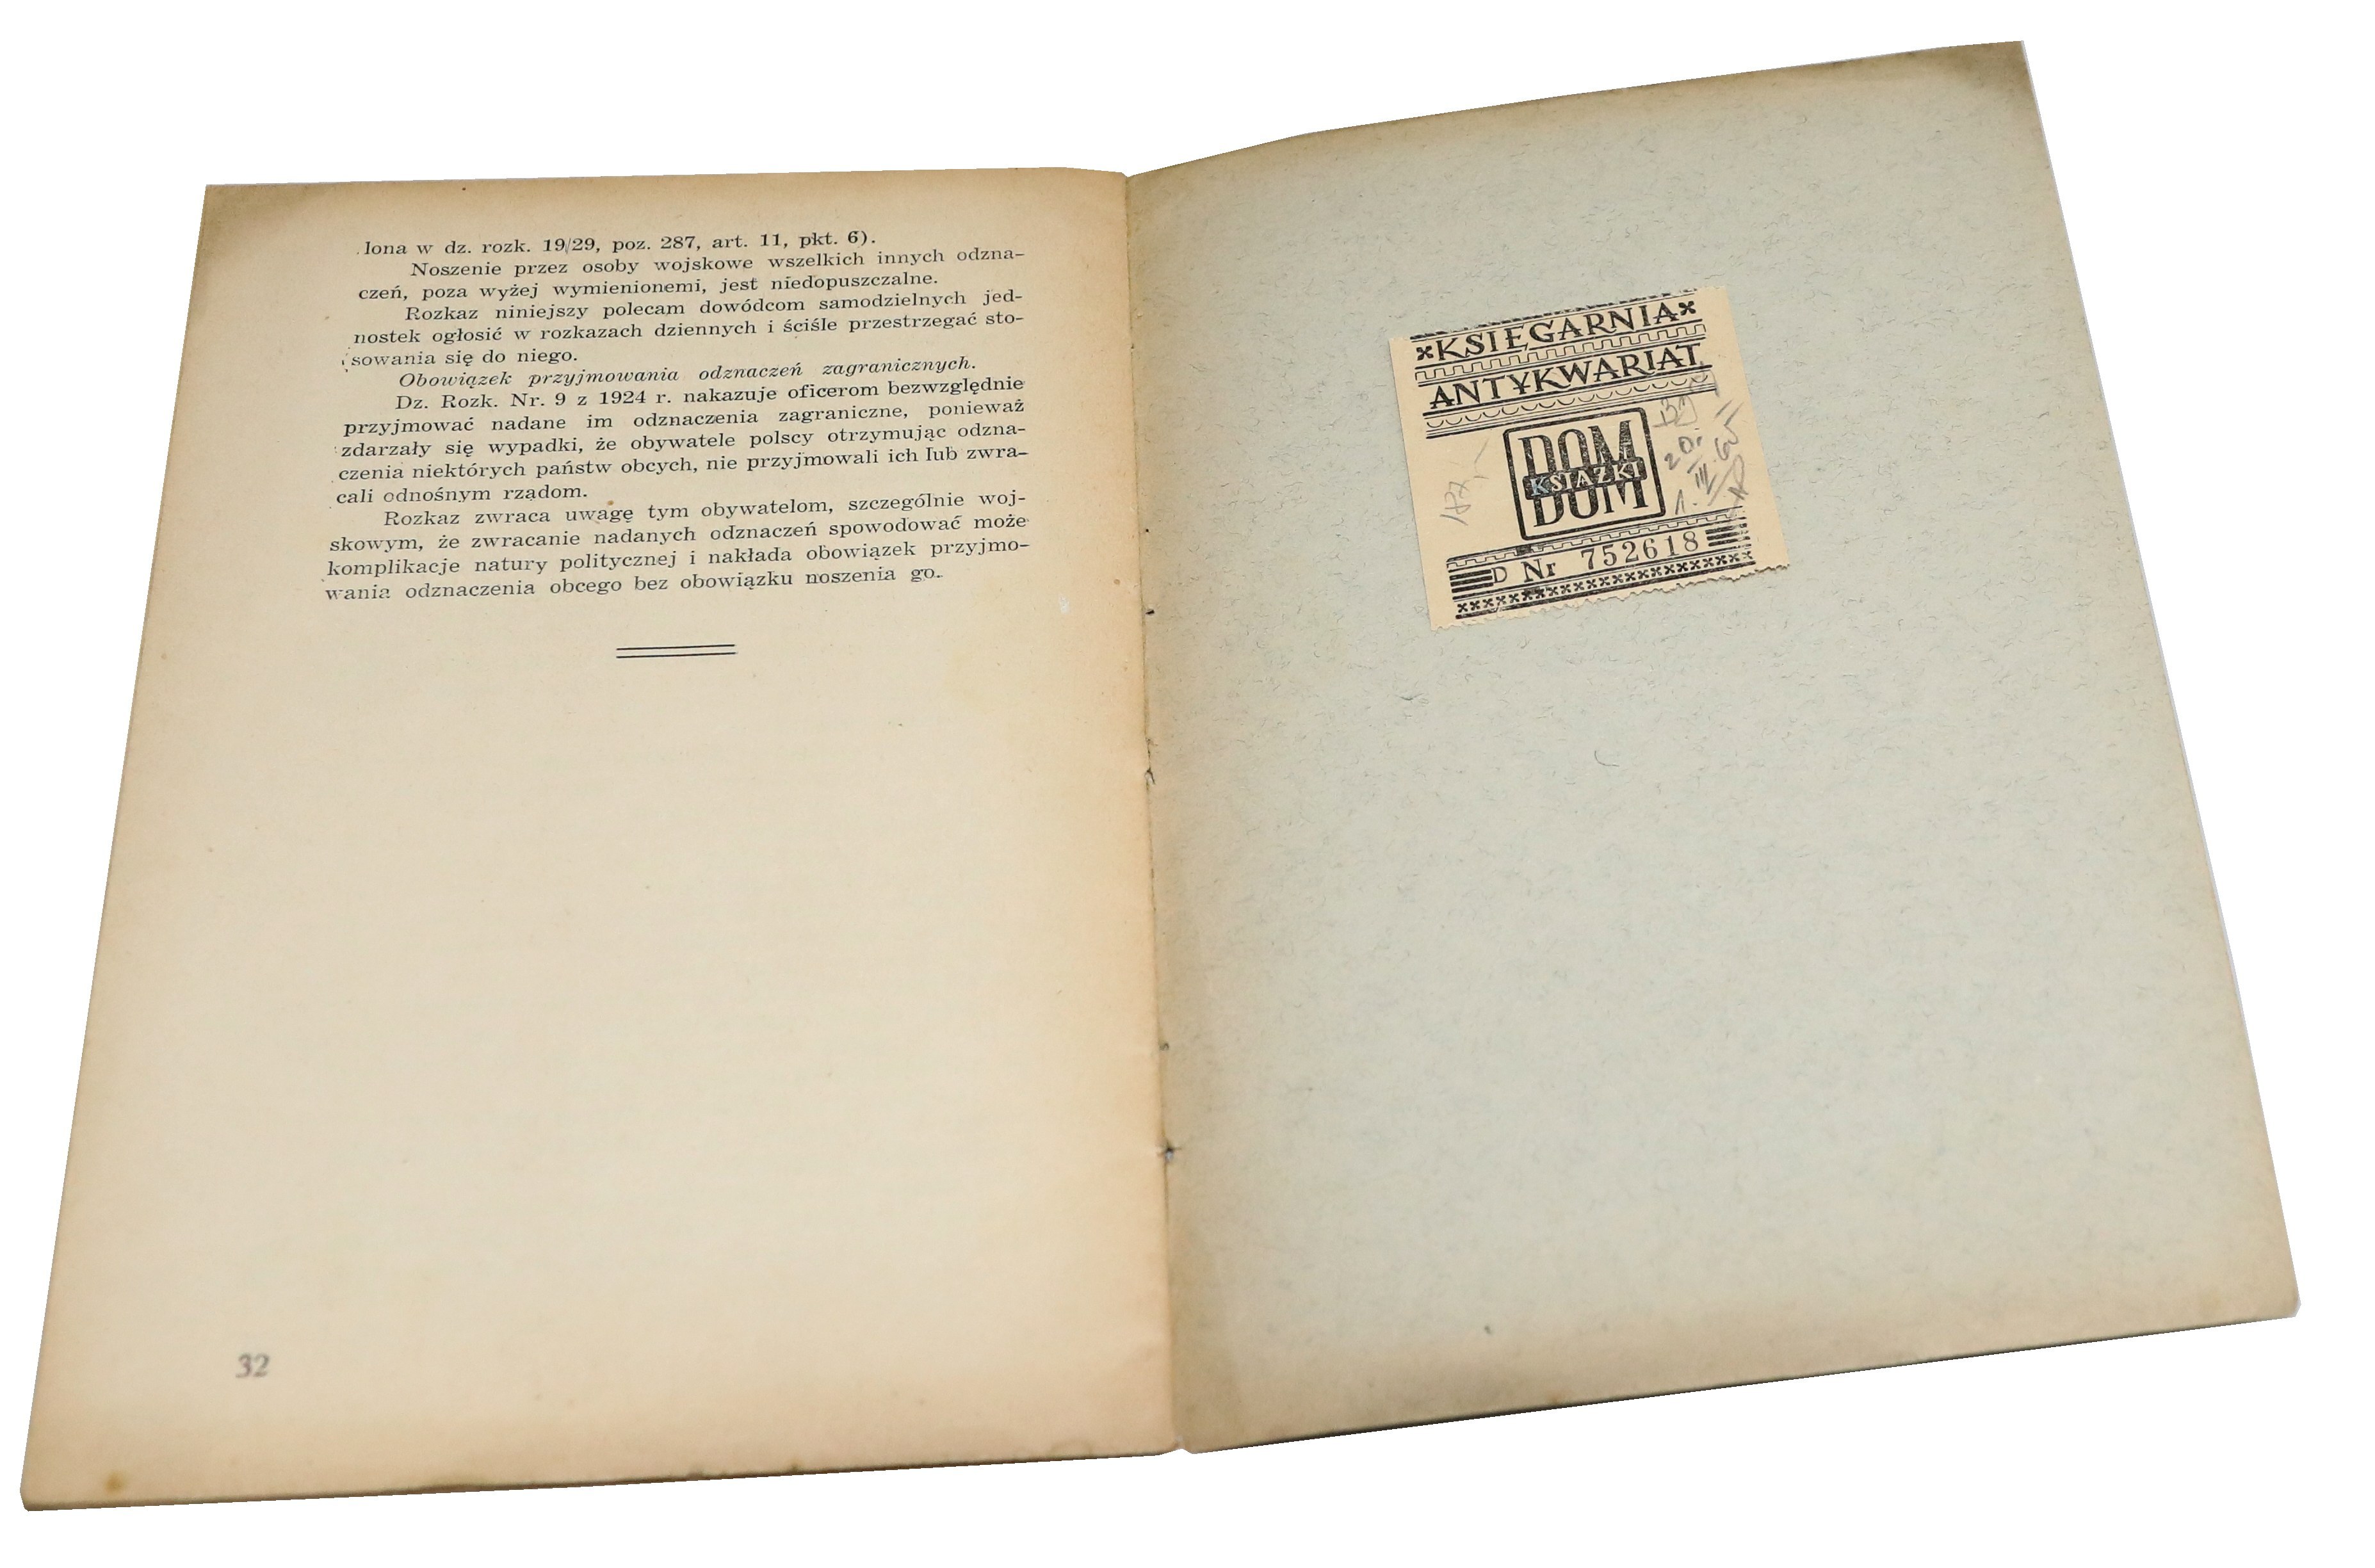 lona w dz. rozk. 19/29, poz. 287, art. 11, pkt. 6).
Noszenie przez osoby wojskowe wszelkich innych odzna-
czeń, poza wyżej wymienionemi, jest niedopuszczalne.
Rozkaz niniejszy polecam dowódcom samodzielnych jed-
nostek ogłosić w rozkazach dziennych i ściśle przestrzegać sto-
sowania się do niego.
Obowiązek przyjmowania odznaczeń zagranicznych.
Dz. Rozk. Nr. 9 z 1924 r. nakazuje oficerom bezwzględnie
przyjmować nadane im odznaczenia zagraniczne, ponieważ
zdarzały się wypadki, że obywatele polscy otrzymując odzna-
czenia niektórych państw obcych, nie przyjmowali ich lub zwra-
cali odnośnym rządom.
Rozkaz zwraca uwagę tym obywatelom, szczególnie woj-
skowym, że zwracanie nadanych odznaczeń spowodować może
komplikacje natury politycznej i nakłada obowiązek przyjmo-
wania odznaczenia obcego bez obowiązku noszenia go.
32
KSIĘGARNIA
ANTYKWARIAT
DOM
KSIĄŻKI
DOM
D Nr 752618